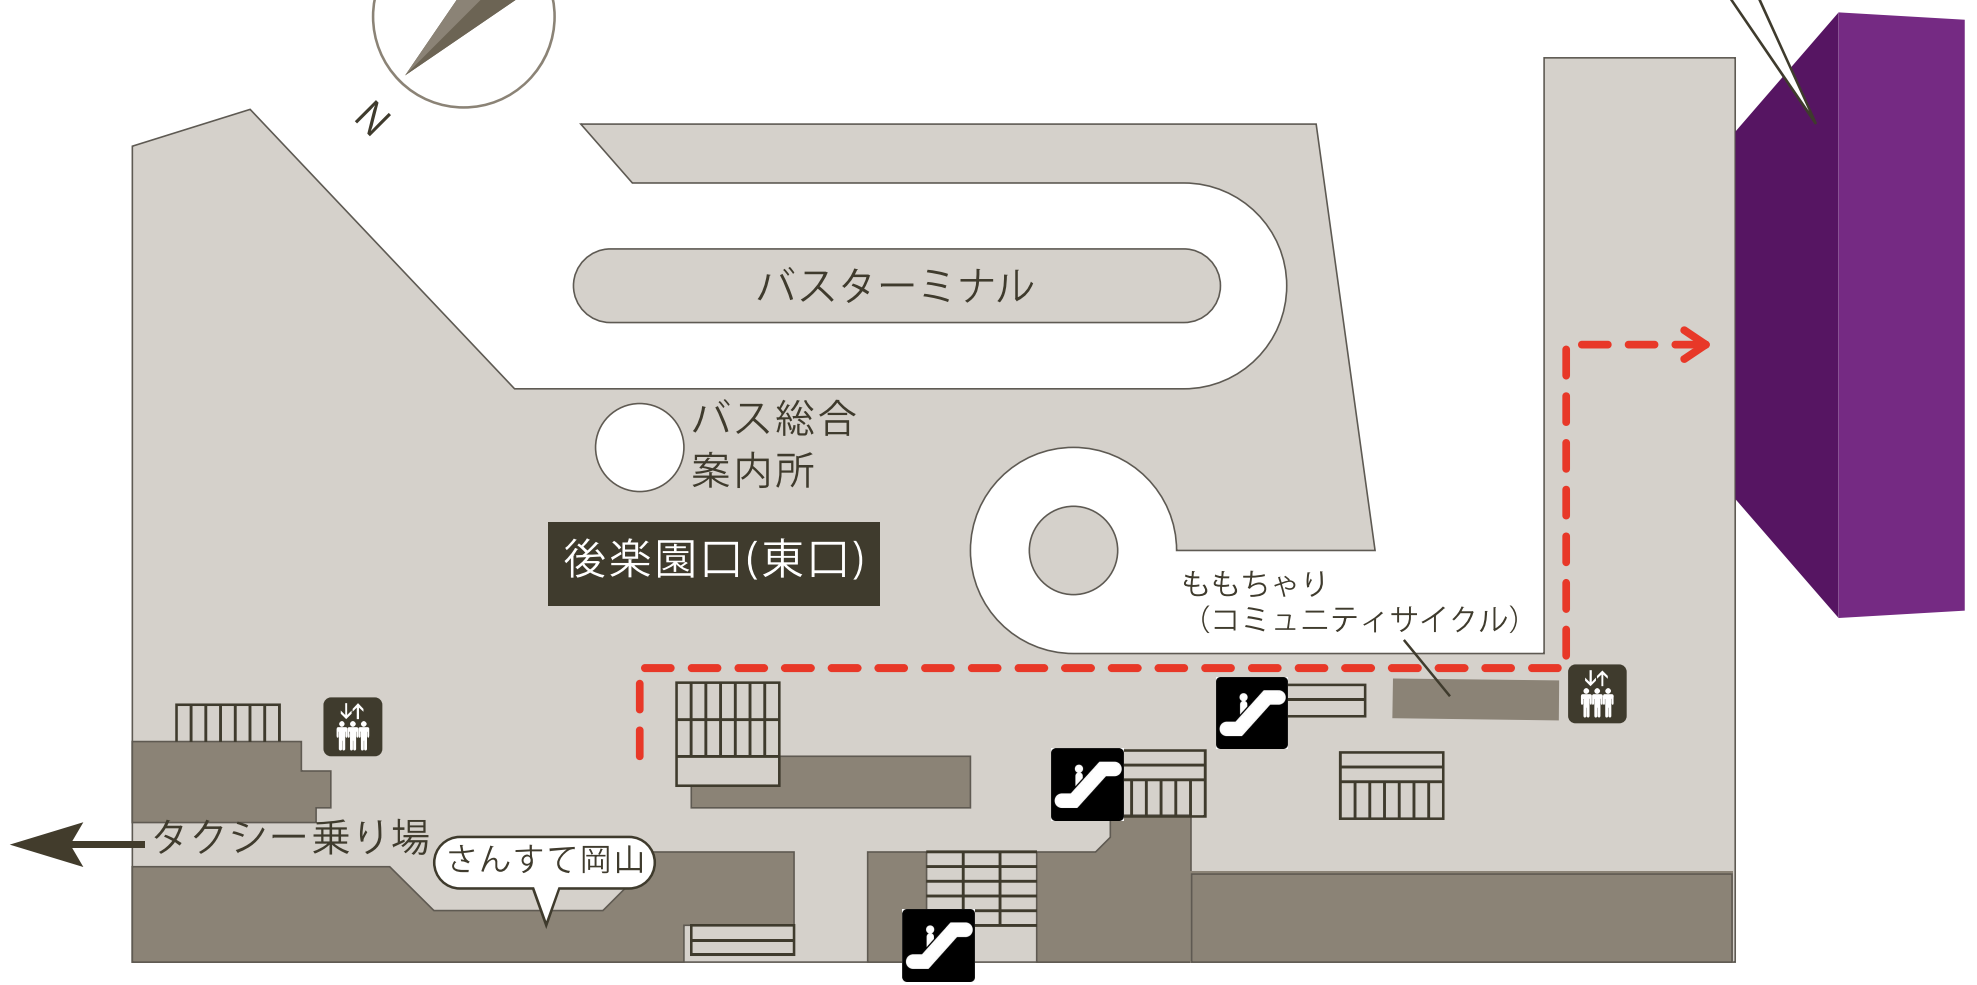 N
バスターミナル
バス総合
案内所
後楽園口(東口)
ももちゃり
（コミュニティサイクル）
タクシー乗り場
さんすて岡山